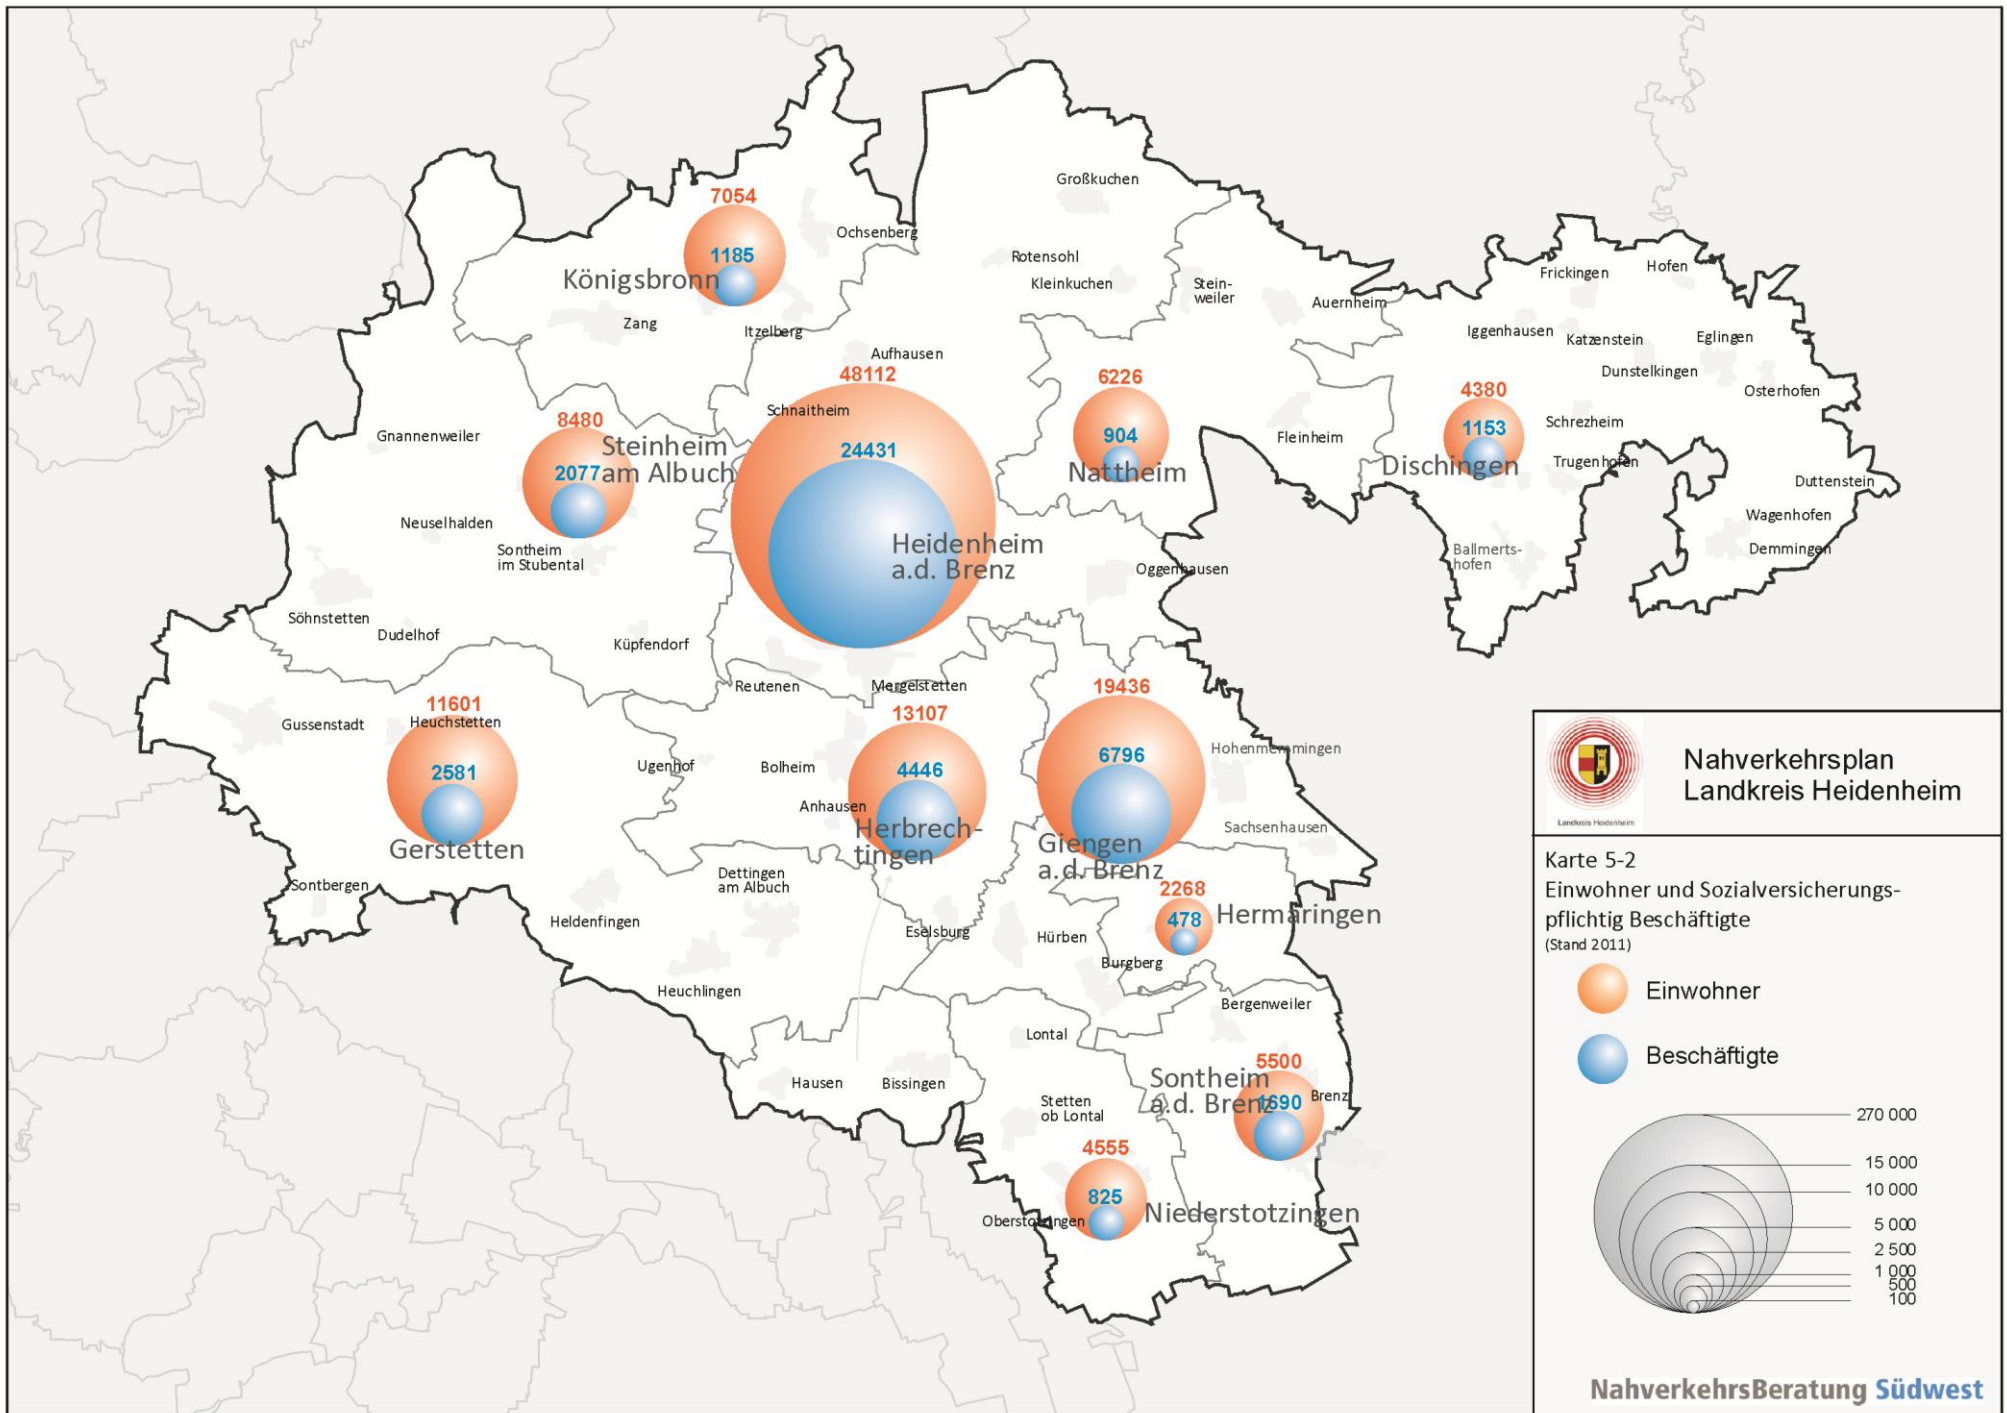 Großkuchen
7054
Ochsenberg
1185
Königsbronn
Rotensohl
Kleinkuchen
Stein-
weiler
Auernheim
Frickingen
Hofen
Zang
Itzelberg
Iggenhausen
Katzenstein
Eglingen
Aufhausen
Dunstelkingen
48112
6226
4380
Osterhofen
Schnaitheim
8480
Gnannenweiler
Steinheim
am Albuch
2077
24431
904
Nattheim
Fleinheim
1153
Dischingen
Schrezheim
Trugenhofen
Duttenstein
Wagenhofen
Demmingen
Neuselhalden
Sontheim
im Stubental
Heidenheim
a.d. Brenz
Oggenhausen
Ballmerts-
hofen
Söhnstetten
Dudelhof
Küpfendorf
Reutenen
Mergelstetten
11601
Heuchstetten
Gussenstadt
13107
19436
2581
Gerstetten
Ugenhof
Bolheim
4446
Anhausen
Herbrech-
tingen
6796
Giengen
a.d. Brenz
Hohenmemmingen
Sachsenhausen
Sontbergen
Heldenfingen
Dettingen
am Albuch
Eselsburg
Hürben
2268
478
Hermaringen
Burgberg
Heuchlingen
Bergenweiler
Lontal
Hausen
Bissingen
Stetten
ob Lontal
5500
Sontheim
a.d. Brenz
1690
Brenz
4555
825
Oberstotzingen
Niederstotzingen
Landkreis Heidenheim
Nahverkehrsplan
Landkreis Heidenheim
Karte 5-2
Einwohner und Sozialversicherungs-
pflichtig Beschäftigte
(Stand 2011)
Einwohner
Beschäftigte
270 000
15 000
10 000
5 000
2 500
1 000
500
100
NahverkehrsBeratung Südwest